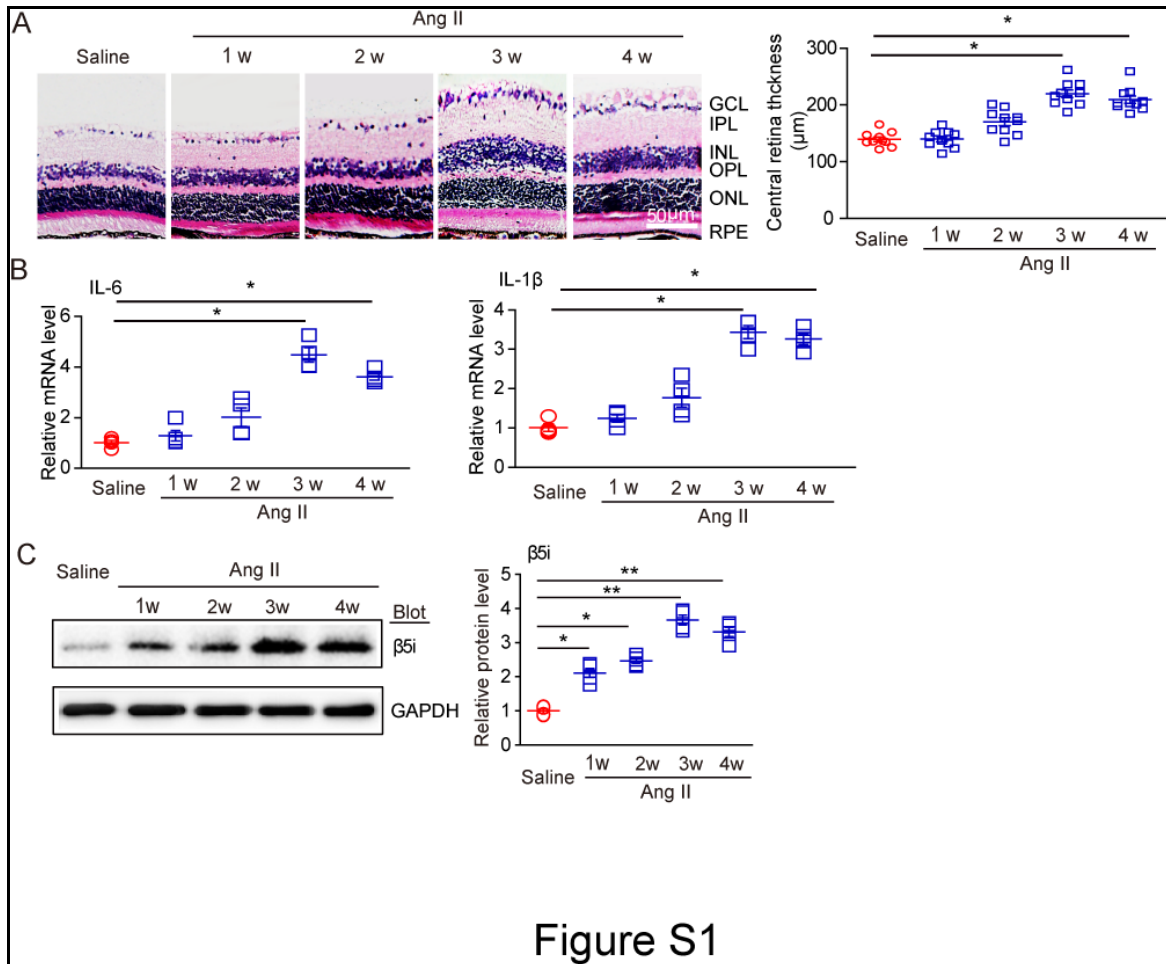 A
Ang II
Saline
1 w
2 w
3 w
4 w
GCL
IPL
INL
OPL
ONL
RPE
50μm
*
*
Central retina thckness
(μm)
300
200
100
0
Saline
1 w
2 w
3 w
4 w
Ang II
B
IL-6
*
*
Relative mRNA level
6
4
2
0
Saline
1 w
2 w
3 w
4 w
Ang II
IL-1β
*
*
Relative mRNA level
4
3
2
1
0
Saline
1 w
2 w
3 w
4 w
Ang II
C
Saline
Ang II
1w
2w
3w
4w
Blot
β5i
GAPDH
β5i
**
**
*
*
Relative protein level
5
4
3
2
1
0
Saline
1w
2w
3w
4w
Ang II
Figure S1